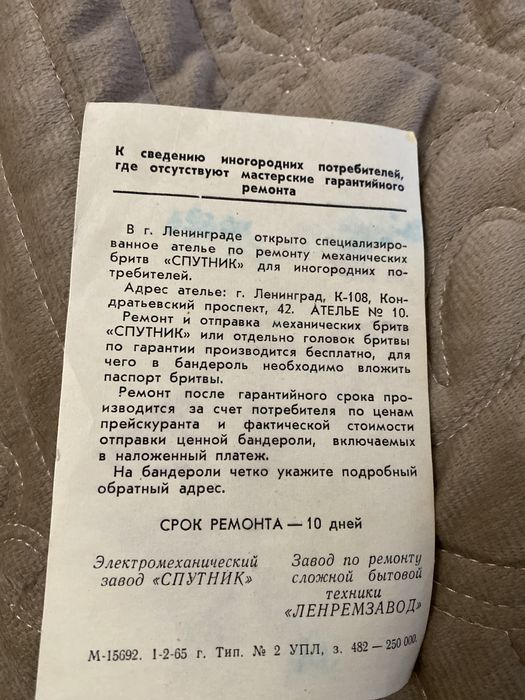 К сведению иногородних потребителей,
где отсутствуют мастерские гарантийного
ремонта
В г. Ленинграде открыто специализиро-
ванное ателье по ремонту механических
бритв «СПУТНИК» для иногородних по-
требителей.
Адрес ателье: г. Ленинград, К-108, Кон-
дратьевский проспект, 42. АТЕЛЬЕ № 10.
Ремонт и отправка механических бритв
«СПУТНИК» или отдельно головок бритвы
по гарантии производится бесплатно, для
чего в бандероль необходимо вложить
паспорт бритвы.
Ремонт после гарантийного срока про-
изводится за счет потребителя по ценам
прейскуранта и фактической стоимости
отправки ценной бандероли, включаемых
в наложенный платеж.
На бандероли четко укажите подробный
обратный адрес.
СРОК РЕМОНТА — 10 дней
Электромеханический
завод «СПУТНИК»
Завод по ремонту
сложной бытовой
техники
«ЛЕНРЕМЗАВОД»
М-15692. 1-2-65 г. Тип. № 2 УПЛ, з. 482 — 250 000.